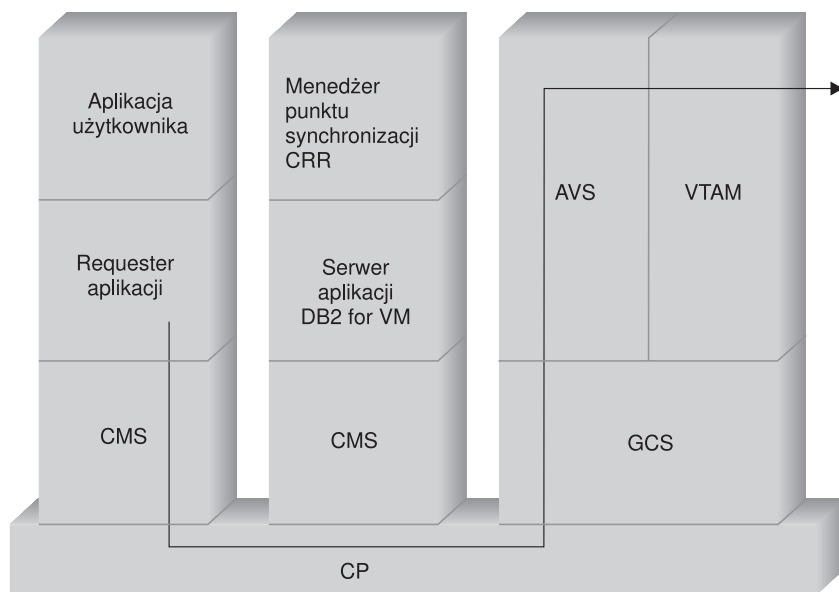 Aplikacja
użytkownika
Menedżer
punktu
synchronizacji
CRR
AVS
VTAM
Requester
aplikacji
Serwer
aplikacji
DB2 for VM
CMS
CMS
GCS
CP